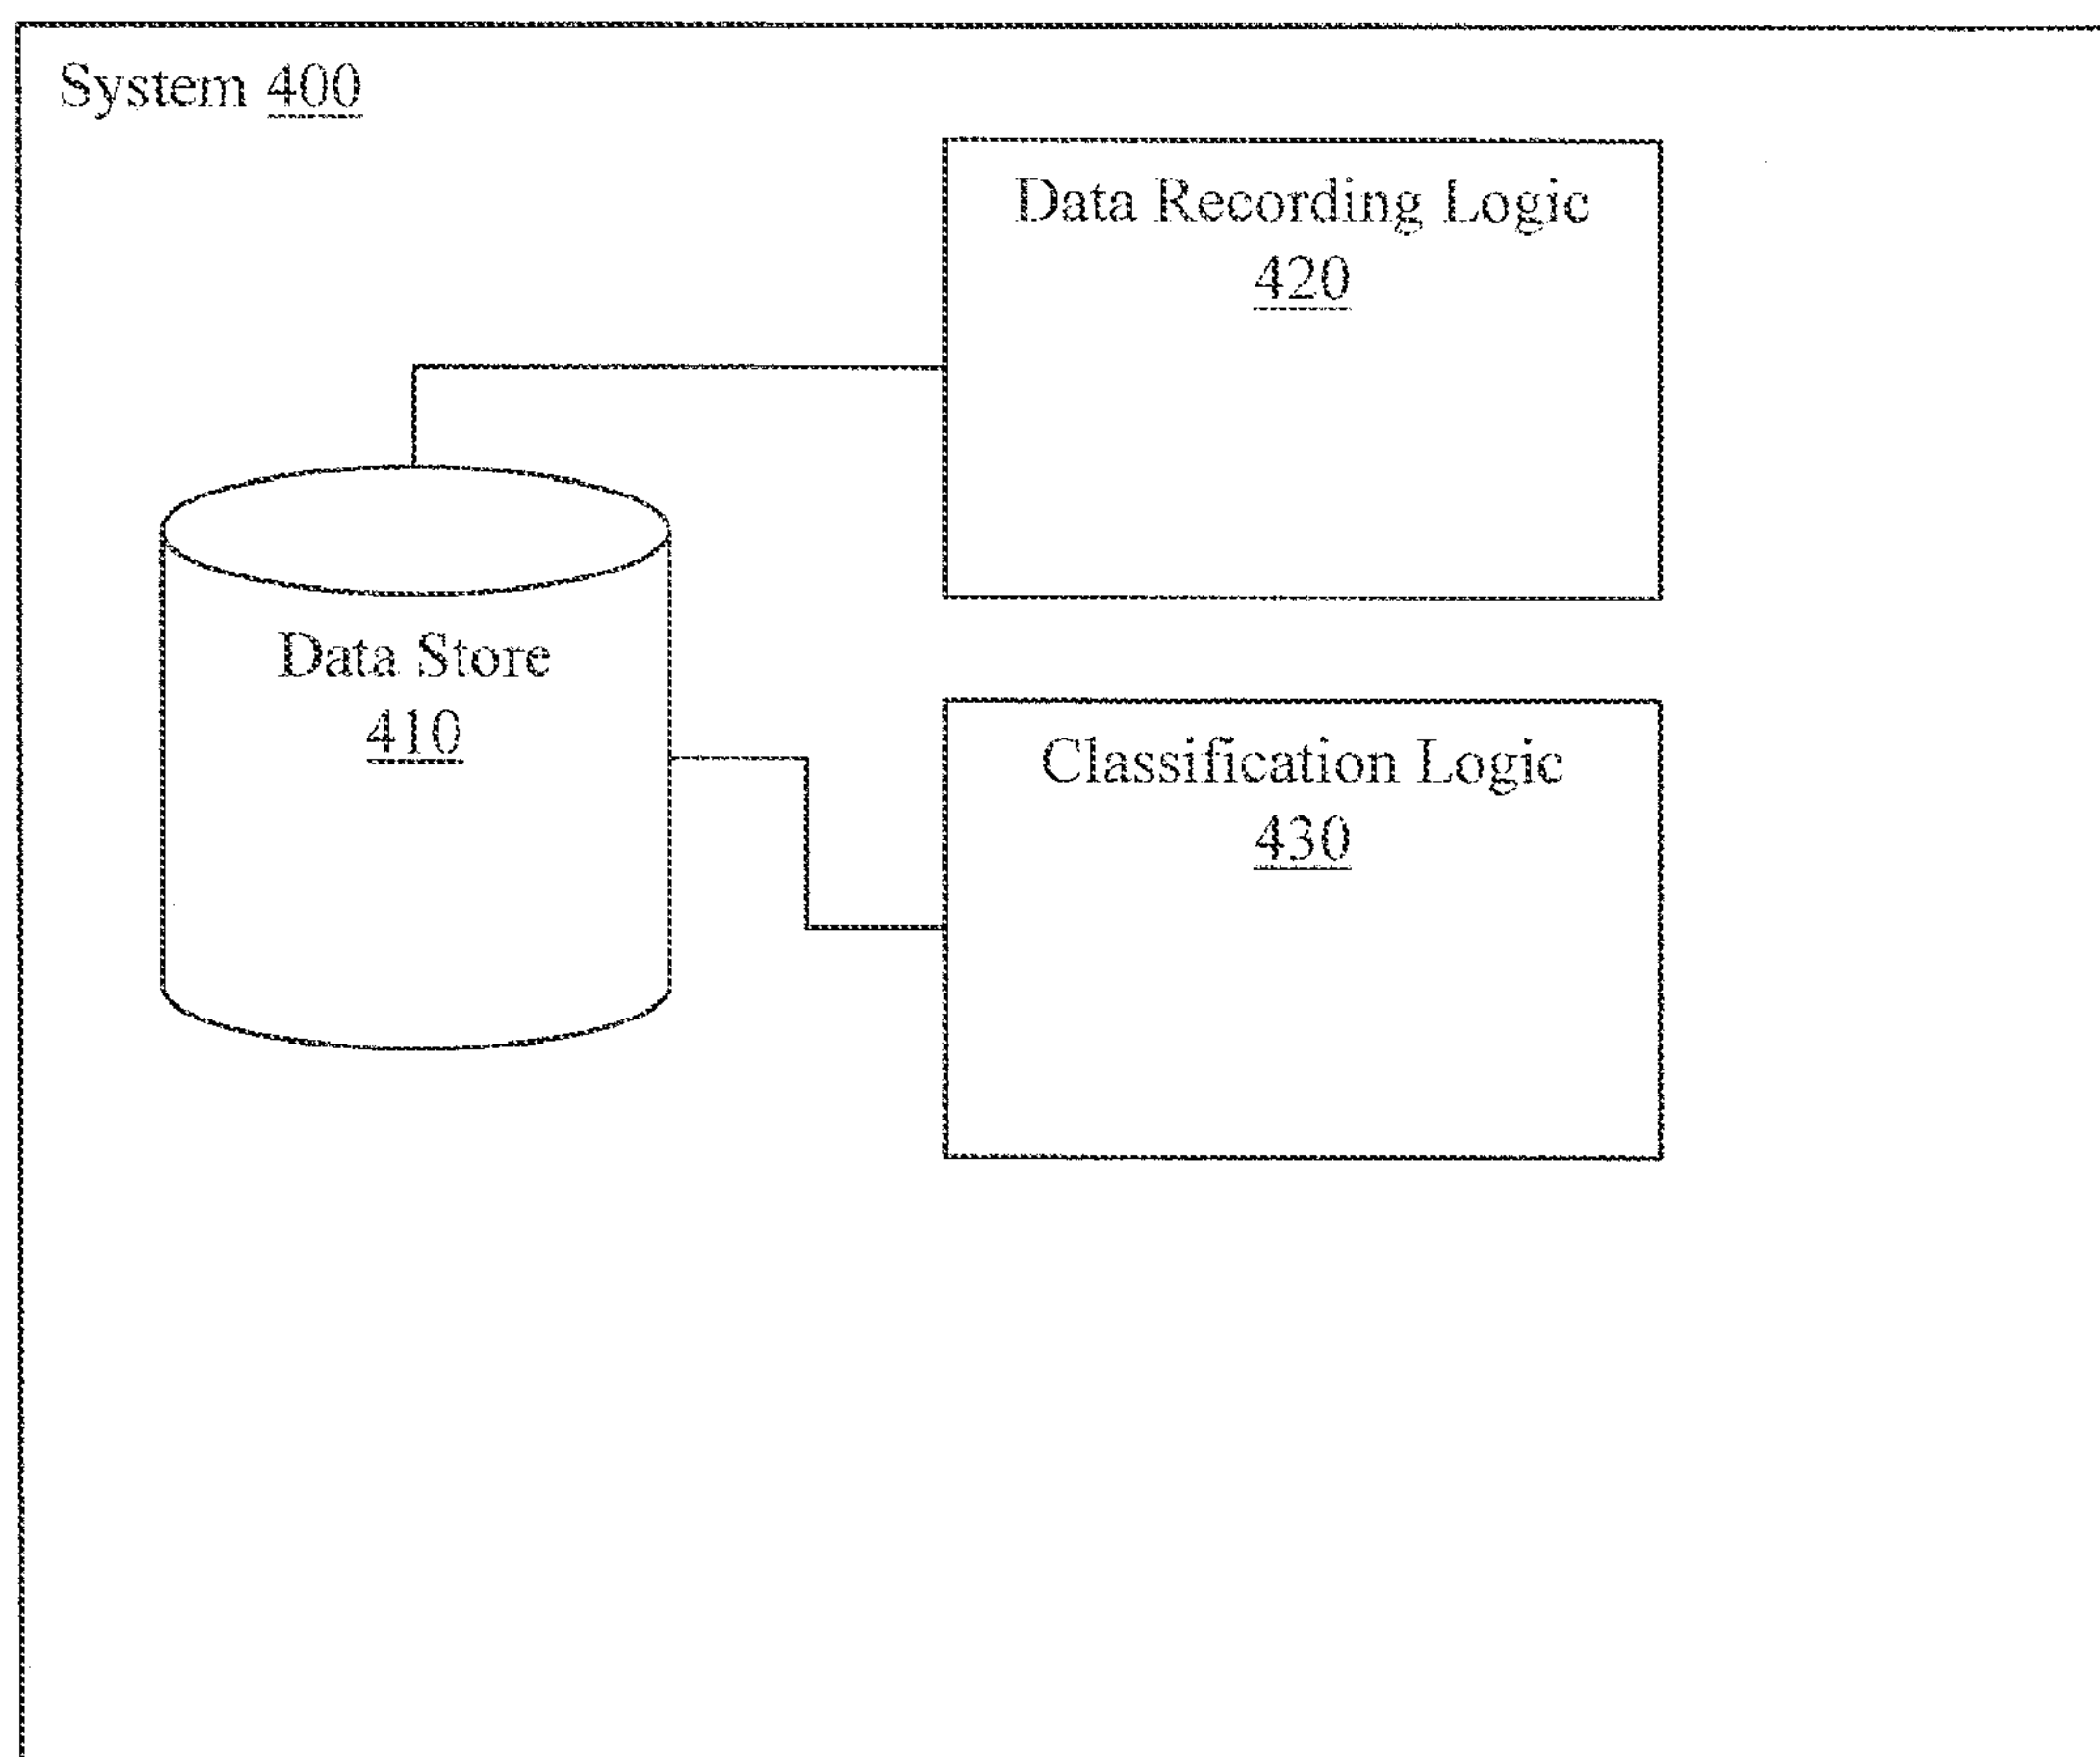 System 400
Data Recording Logic
420
Data Store
410
Classification Logic
430